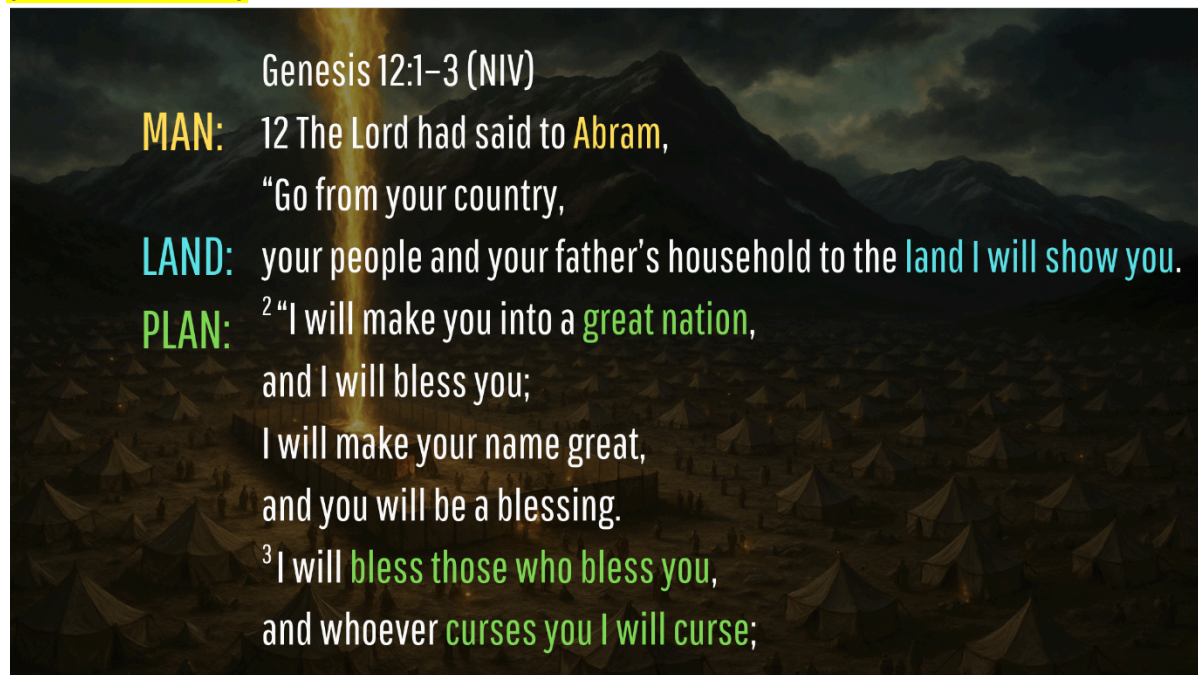 Genesis 12:1–3 (NIV)
MAN: 12 The Lord had said to Abram,
“Go from your country,
LAND: your people and your father’s household to the land I will show you.
PLAN: 2 “I will make you into a great nation,
and I will bless you;
I will make your name great,
and you will be a blessing.
3 I will bless those who bless you,
and whoever curses you I will curse;